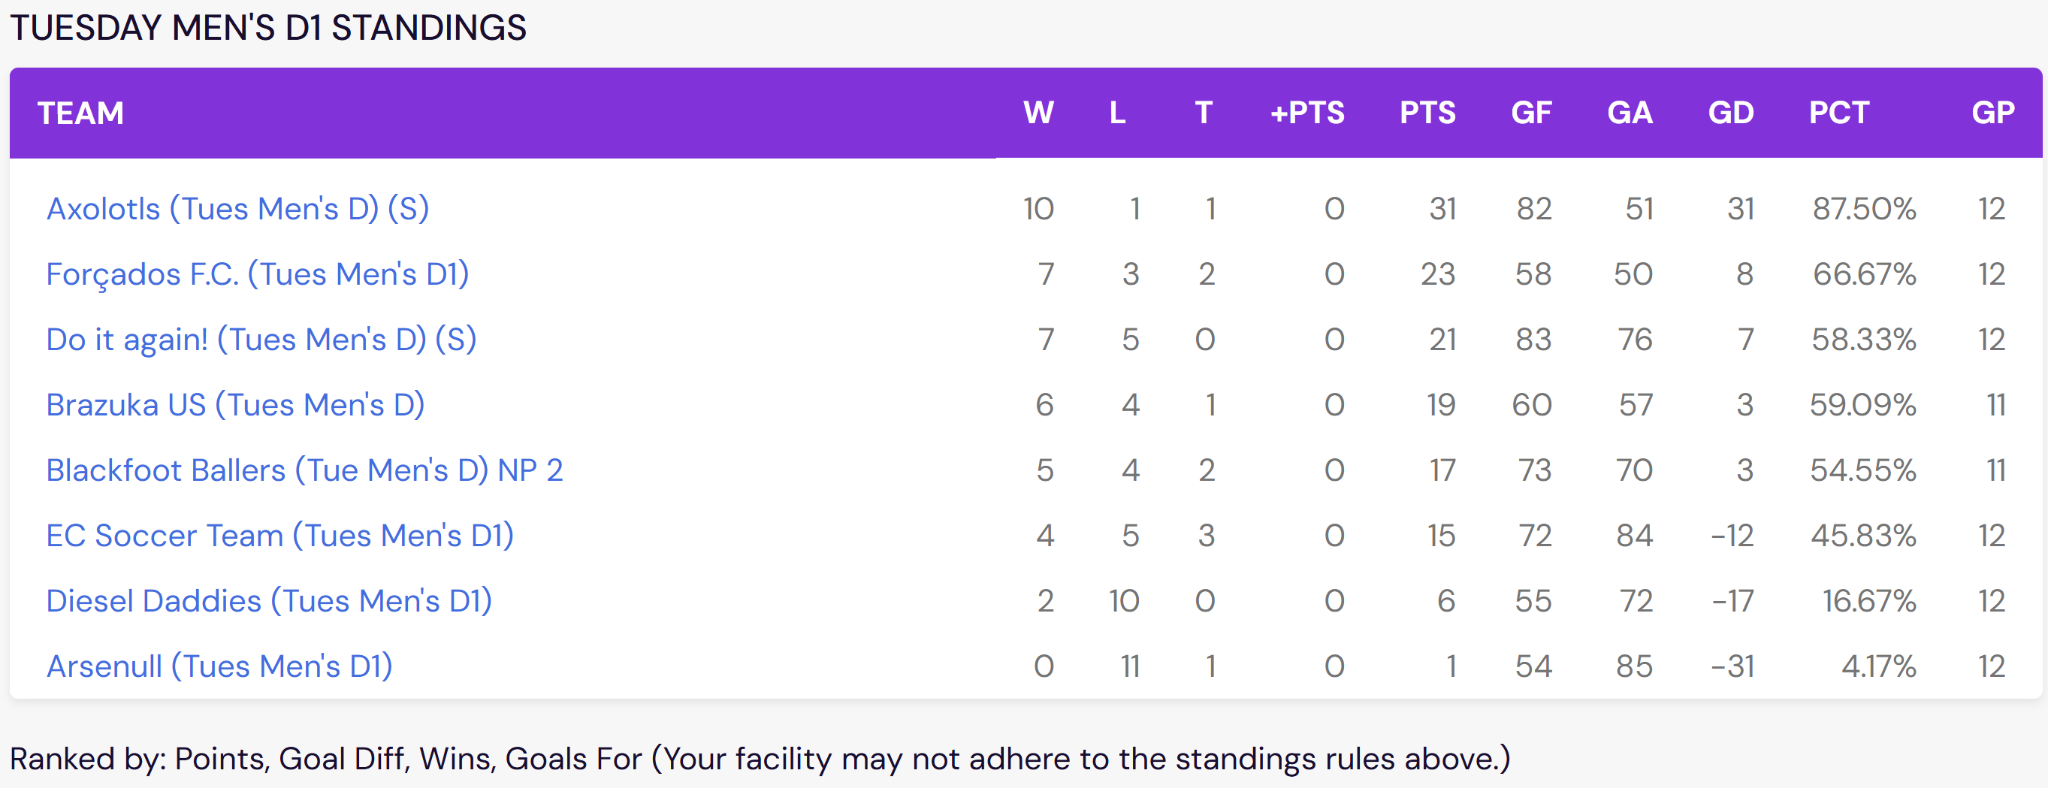 TUESDAY MEN'S D1 STANDINGS
TEAM W L T +PTS PTS GF GA GD PCT GP
Axolotls (Tues Men's D) (S) 10 1 1 0 31 82 51 31 87.50% 12
Forçados F.C. (Tues Men's D1) 7 3 2 0 23 58 50 8 66.67% 12
Do it again! (Tues Men's D) (S) 7 5 0 0 21 83 76 7 58.33% 12
Brazuka US (Tues Men's D) 6 4 1 0 19 60 57 3 59.09% 11
Blackfoot Ballers (Tue Men's D) NP 2 5 4 2 0 17 73 70 3 54.55% 11
EC Soccer Team (Tues Men's D1) 4 5 3 0 15 72 84 -12 45.83% 12
Diesel Daddies (Tues Men's D1) 2 10 0 0 6 55 72 -17 16.67% 12
Arsenull (Tues Men's D1) 0 11 1 0 1 54 85 -31 4.17% 12
Ranked by: Points, Goal Diff, Wins, Goals For (Your facility may not adhere to the standings rules above.)